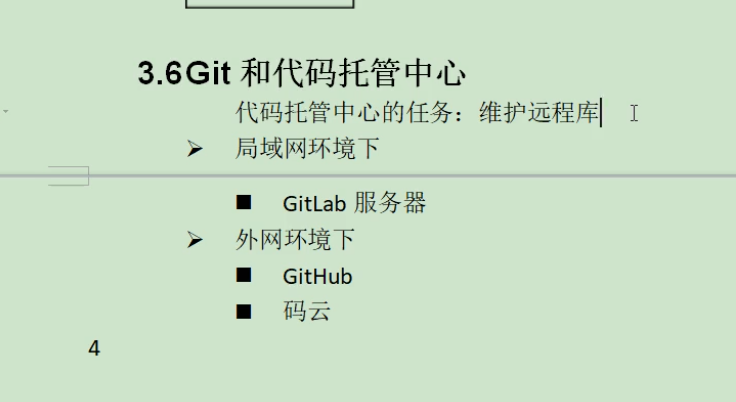 3.6Git 和代码托管中心
代码托管中心的任务：维护远程库
➢ 局域网环境下
■ GitLab 服务器
➢ 外网环境下
■ GitHub
■ 码云
4